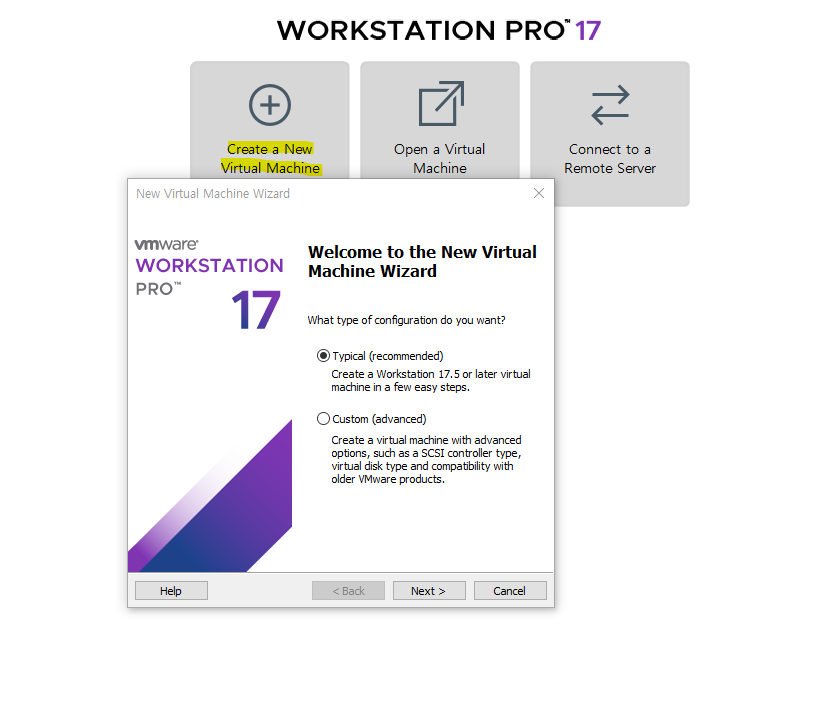 WORKSTATION PRO™ 17
Create a New
Virtual Machine
Open a Virtual
Machine
Connect to a
Remote Server
New Virtual Machine Wizard
vmware®
WORKSTATION
PRO™
17
Welcome to the New Virtual
Machine Wizard
What type of configuration do you want?
Typical (recommended)
Create a Workstation 17.5 or later virtual
machine in a few easy steps.
Custom (advanced)
Create a virtual machine with advanced
options, such as a SCSI controller type,
virtual disk type and compatibility with
older VMware products.
Help
< Back
Next >
Cancel